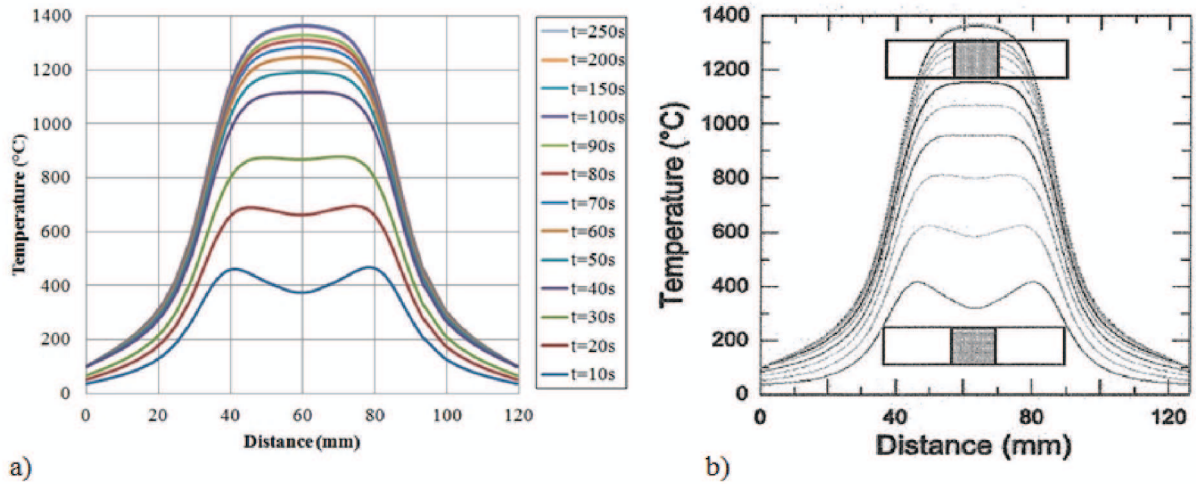 1400
1200
1000
800
600
400
200
0
Temperature (°C)
0 20 40 60 80 100 120
Distance (mm)
t=250s
t=200s
t=150s
t=100s
t=90s
t=80s
t=70s
t=60s
t=50s
t=40s
t=30s
t=20s
t=10s
a)
1400
1200
1000
800
600
400
200
0
Temperature (°C)
0 40 80 120
Distance (mm)
b)